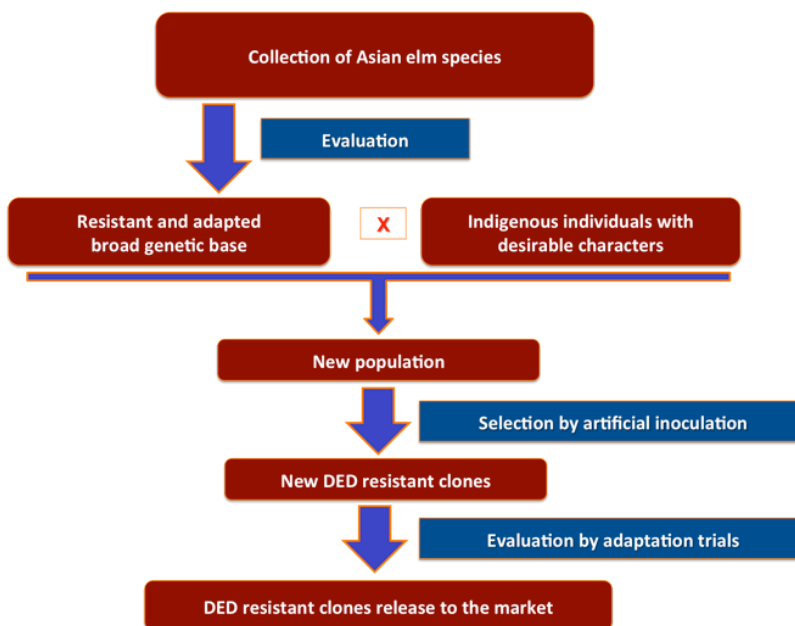 Collection of Asian elm species
Evaluation
Resistant and adapted
broad genetic base
X
Indigenous individuals with
desirable characters
New population
Selection by artificial inoculation
New DED resistant clones
Evaluation by adaptation trials
DED resistant clones release to the market